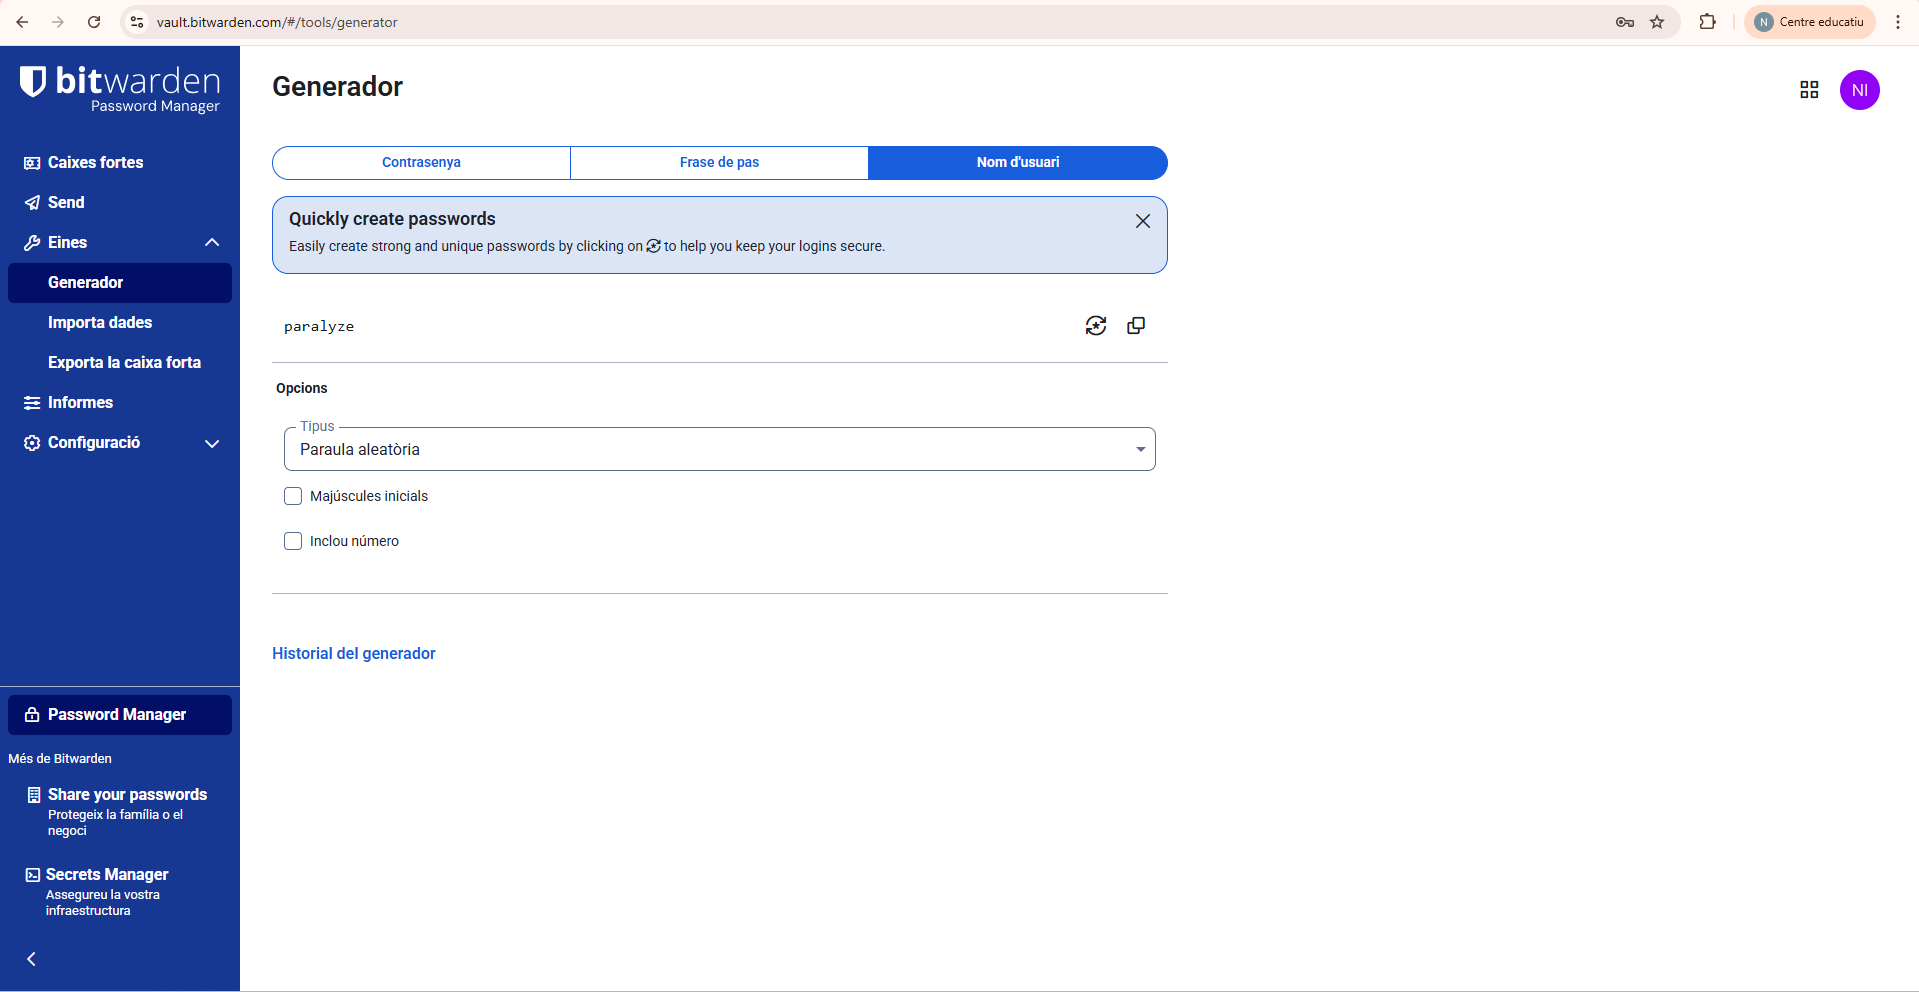 vault.bitwarden.com/#/tools/generator
N Centre educatiu
bitwarden
Password Manager
Caixes fortes
Send
Eines
Generador
Importa dades
Exporta la caixa forta
Informes
Configuració
Password Manager
Més de Bitwarden
Share your passwords
Protegeix la família o el
negoci
Secrets Manager
Assegureu la vostra
infraestructura
Generador
NI
Contrasenya
Frase de pas
Nom d'usuari
Quickly create passwords
Easily create strong and unique passwords by clicking on to help you keep your logins secure.
paralyze
Opcions
Tipus
Paraula aleatòria
Majúscules inicials
Inclou número
Historial del generador